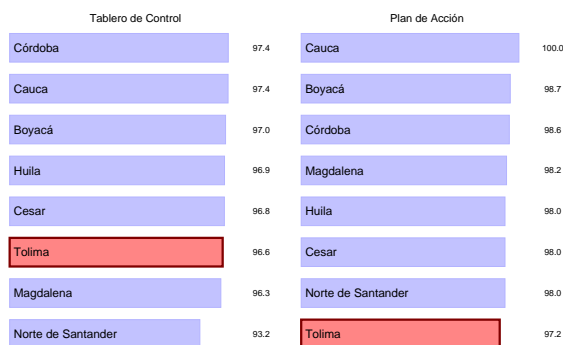 Tablero de Control
Córdoba 97.4
Cauca 97.4
Boyacá 97.0
Huila 96.9
Cesar 96.8
Tolima 96.6
Magdalena 96.3
Norte de Santander 93.2
Plan de Acción
Cauca 100.0
Boyacá 98.7
Córdoba 98.6
Magdalena 98.2
Huila 98.0
Cesar 98.0
Norte de Santander 98.0
Tolima 97.2